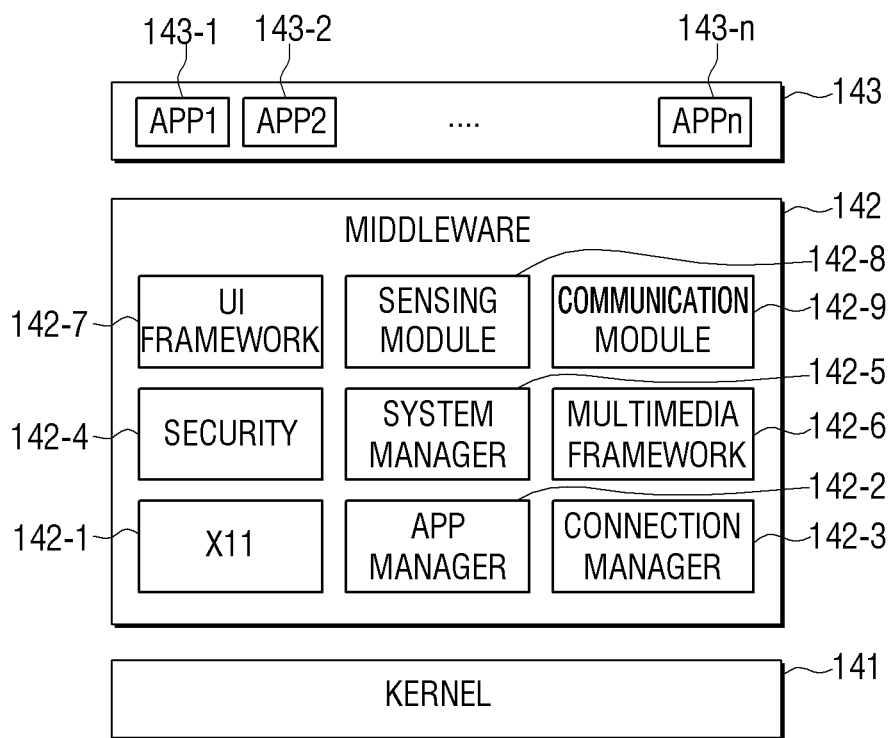 143-1 143-2 143-n
APP1 APP2 .... APPn 143
142
MIDDLEWARE
142-8
UI FRAMEWORK
SENSING MODULE
COMMUNICATION MODULE
142-7
142-9
142-5
SECURITY
SYSTEM MANAGER
MULTIMEDIA FRAMEWORK
142-4
142-6
142-2
X11
APP MANAGER
CONNECTION MANAGER
142-1
142-3
141
KERNEL